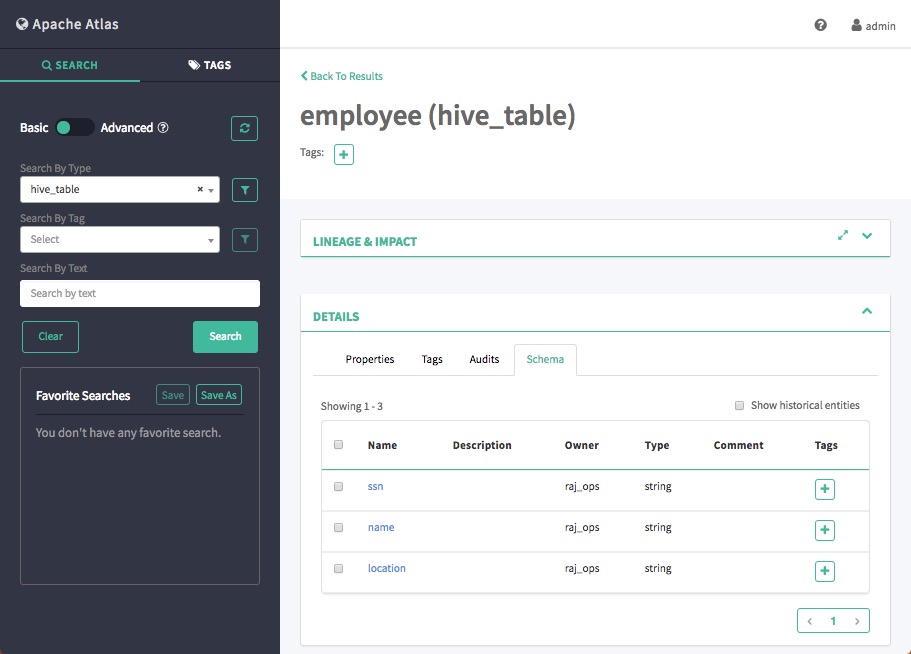 Apache Atlas
admin
SEARCH
TAGS
Basic Advanced
Search By Type
hive_table × 
Search By Tag
Select
Search By Text
Search by text
Clear Search
Favorite Searches Save Save As
You don't have any favorite search.
Back To Results
employee (hive_table)
Tags: +
LINEAGE & IMPACT
DETAILS
Properties Tags Audits Schema
Showing 1 - 3 Show historical entities
Name Description Owner Type Comment Tags
ssn raj_ops string +
name raj_ops string +
location raj_ops string +
‹ 1 ›